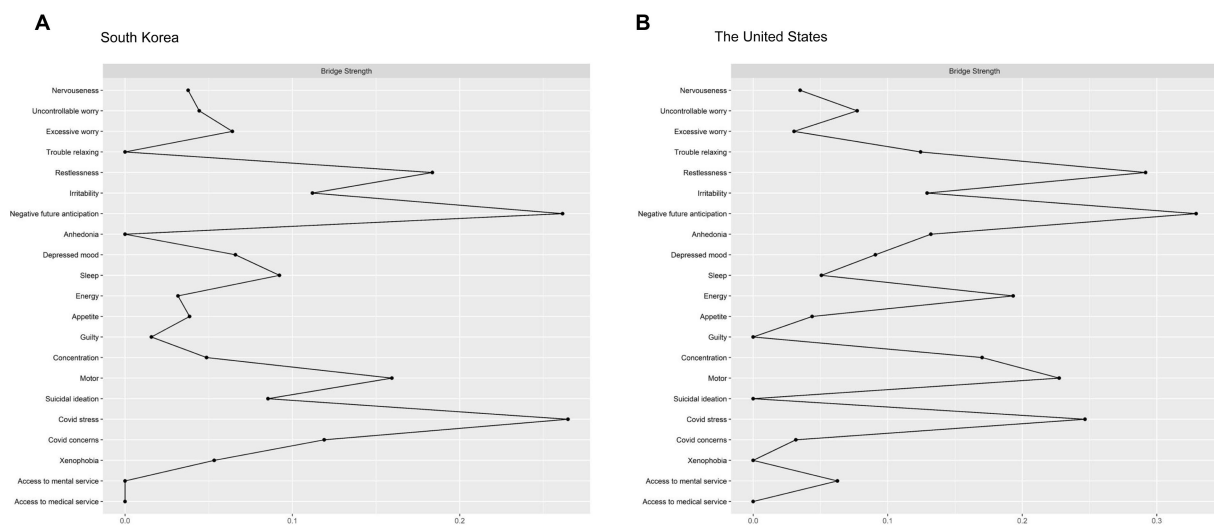 A
South Korea
Bridge Strength
Nervouseness
Uncontrollable worry
Excessive worry
Trouble relaxing
Restlessness
Irritability
Negative future anticipation
Anhedonia
Depressed mood
Sleep
Energy
Appetite
Guilty
Concentration
Motor
Suicidal ideation
Covid stress
Covid concerns
Xenophobia
Access to mental service
Access to medical service
0.0 0.1 0.2
B
The United States
Bridge Strength
Nervouseness
Uncontrollable worry
Excessive worry
Trouble relaxing
Restlessness
Irritability
Negative future anticipation
Anhedonia
Depressed mood
Sleep
Energy
Appetite
Guilty
Concentration
Motor
Suicidal ideation
Covid stress
Covid concerns
Xenophobia
Access to mental service
Access to medical service
0.0 0.1 0.2 0.3